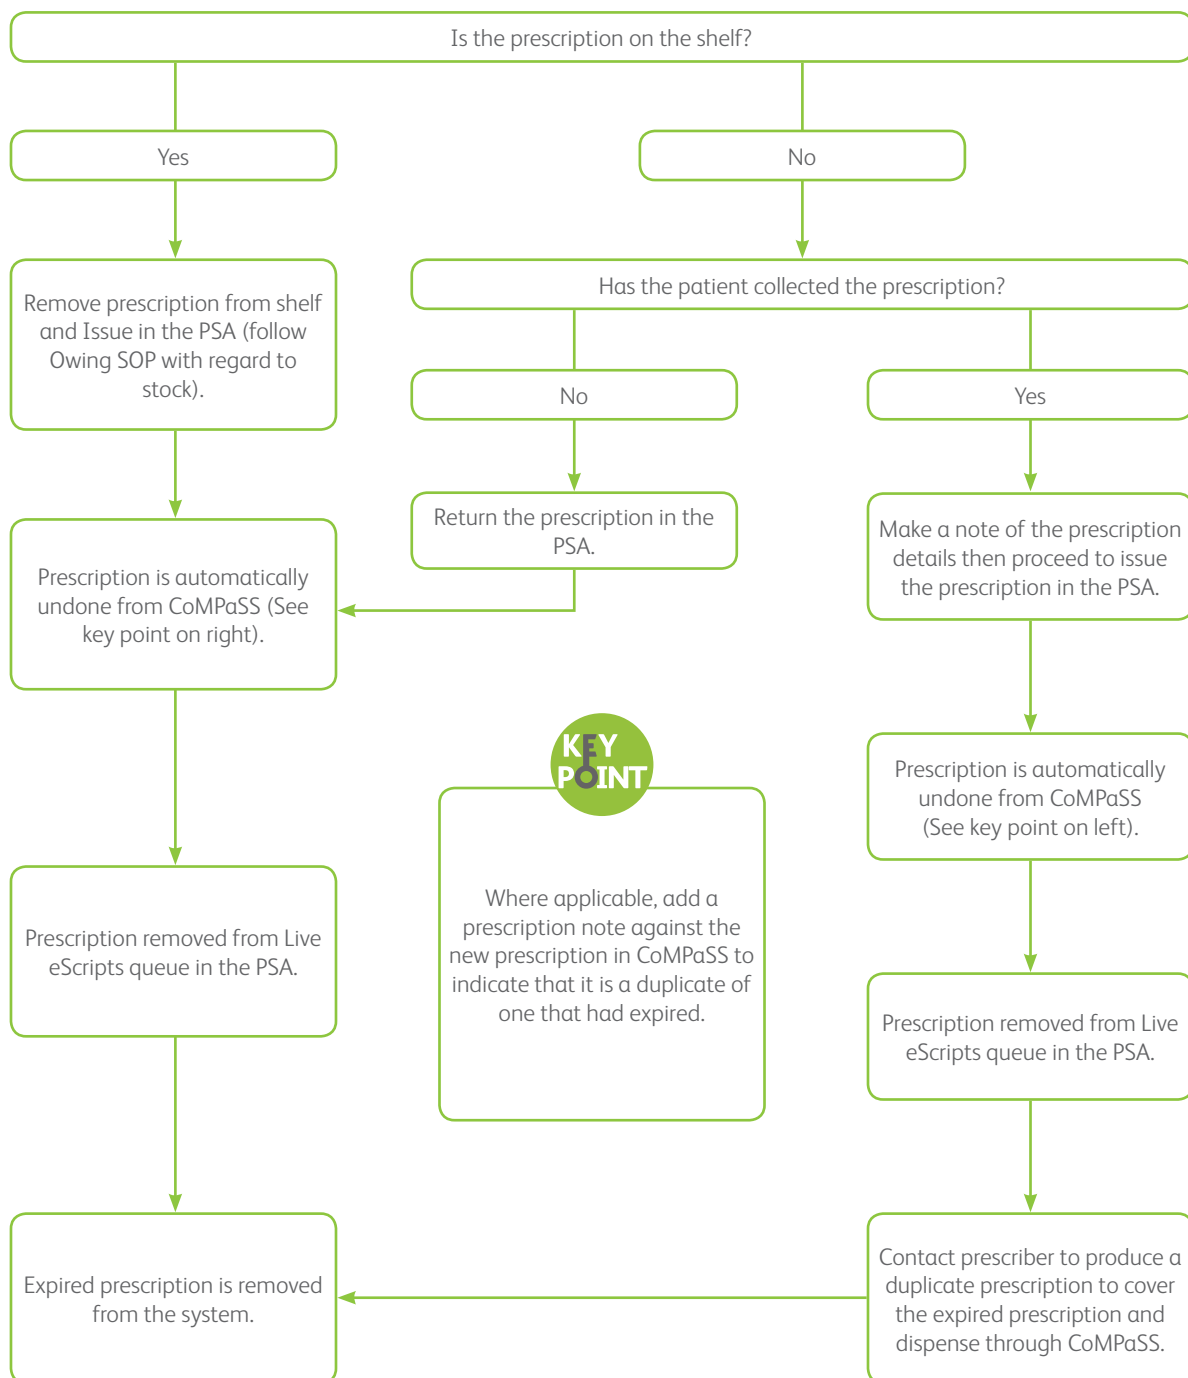 Is the prescription on the shelf?
Yes
No
Remove prescription from shelf
and Issue in the PSA (follow
Owing SOP with regard to
stock).
Has the patient collected the prescription?
No
Yes
Return the prescription in the
PSA.
Make a note of the prescription
details then proceed to issue
the prescription in the PSA.
Prescription is automatically
undone from CoMPaSS (See
key point on right).
KEY
POINT
Where applicable, add a
prescription note against the
new prescription in CoMPaSS to
indicate that it is a duplicate of
one that had expired.
Prescription is automatically
undone from CoMPaSS
(See key point on left).
Prescription removed from Live
eScripts queue in the PSA.
Prescription removed from Live
eScripts queue in the PSA.
Expired prescription is removed
from the system.
Contact prescriber to produce a
duplicate prescription to cover
the expired prescription and
dispense through CoMPaSS.